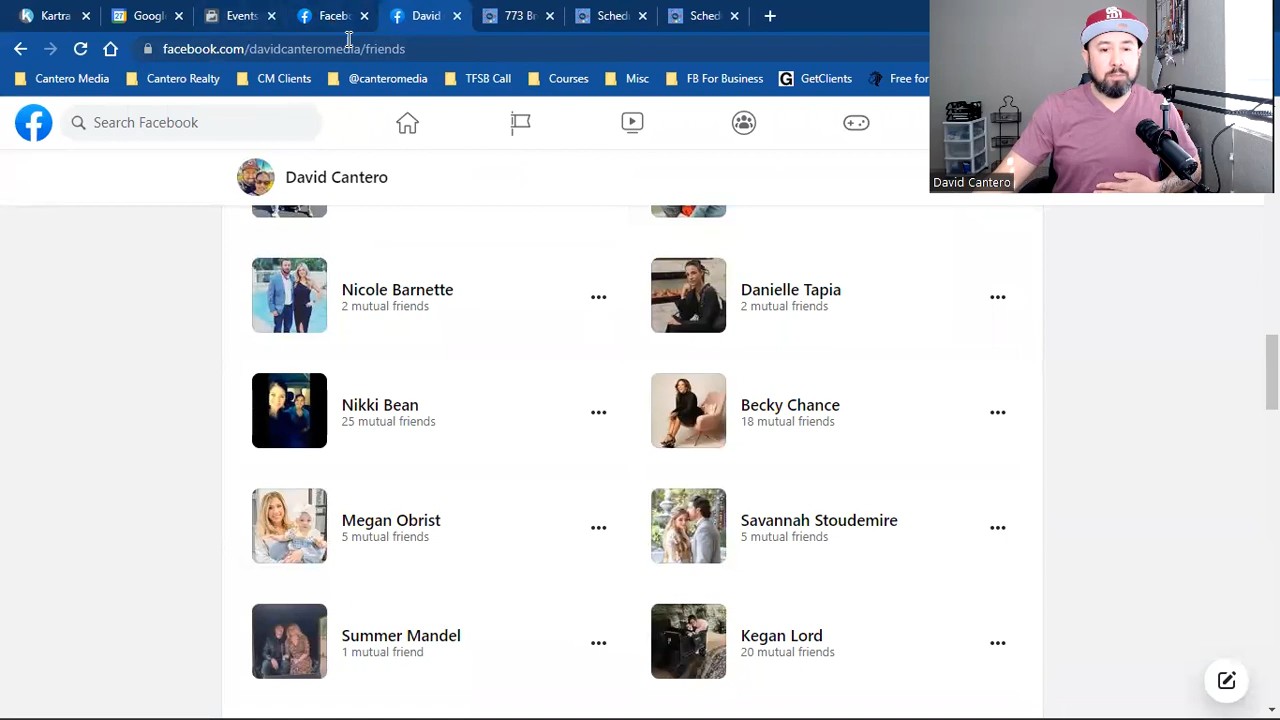 Kartra
Google
Events
Faceb
David
773 Br
Sched
Sched
facebook.com/davidcanteromedia/friends
Cantero Media
Cantero Realty
CM Clients
@canteromedia
TFSB Call
Courses
Misc
FB For Business
G GetClients
Free for
Search Facebook
David Cantero
David Cantero
Nicole Barnette
2 mutual friends
Danielle Tapia
2 mutual friends
Nikki Bean
25 mutual friends
Becky Chance
18 mutual friends
Megan Obrist
5 mutual friends
Savannah Stoudemire
5 mutual friends
Summer Mandel
1 mutual friend
Kegan Lord
20 mutual friends